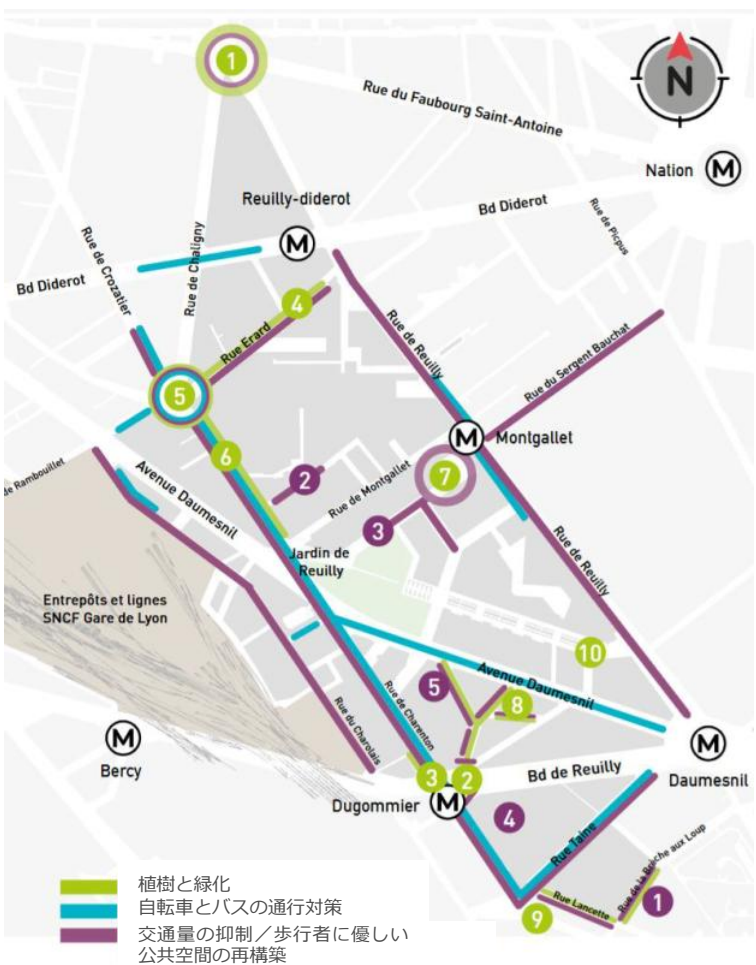 1
N
Rue du Faubourg Saint-Antoine
Nation M
Reuilly-diderot
M
Bd Diderot
Rue de Picpus
Rue de Crozatier
Rue de Chaligny
Bd Diderot
4
Rue Erard
Rue de Reuilly
Rue du Sergent Bauchat
5
M Montgallet
6
7
2
Rue de Montgallet
de Rambouillet
Avenue Daumesnil
3
Jardin de
Reuilly
Rue de Reuilly
Entrepôts et lignes
SNCF Gare de Lyon
10
Avenue Daumesnil
5
8
Rue de Charenton
Rue du Charolais
M
Bercy
M
Daumesnil
3
2
Bd de Reuilly
Dugommier M
4
Rue Taine
Rue de la Brèche aux Loup
1
Rue Lancette
9
植樹と緑化
自転車とバスの通行対策
交通量の抑制／歩行者に優しい
公共空間の再構築